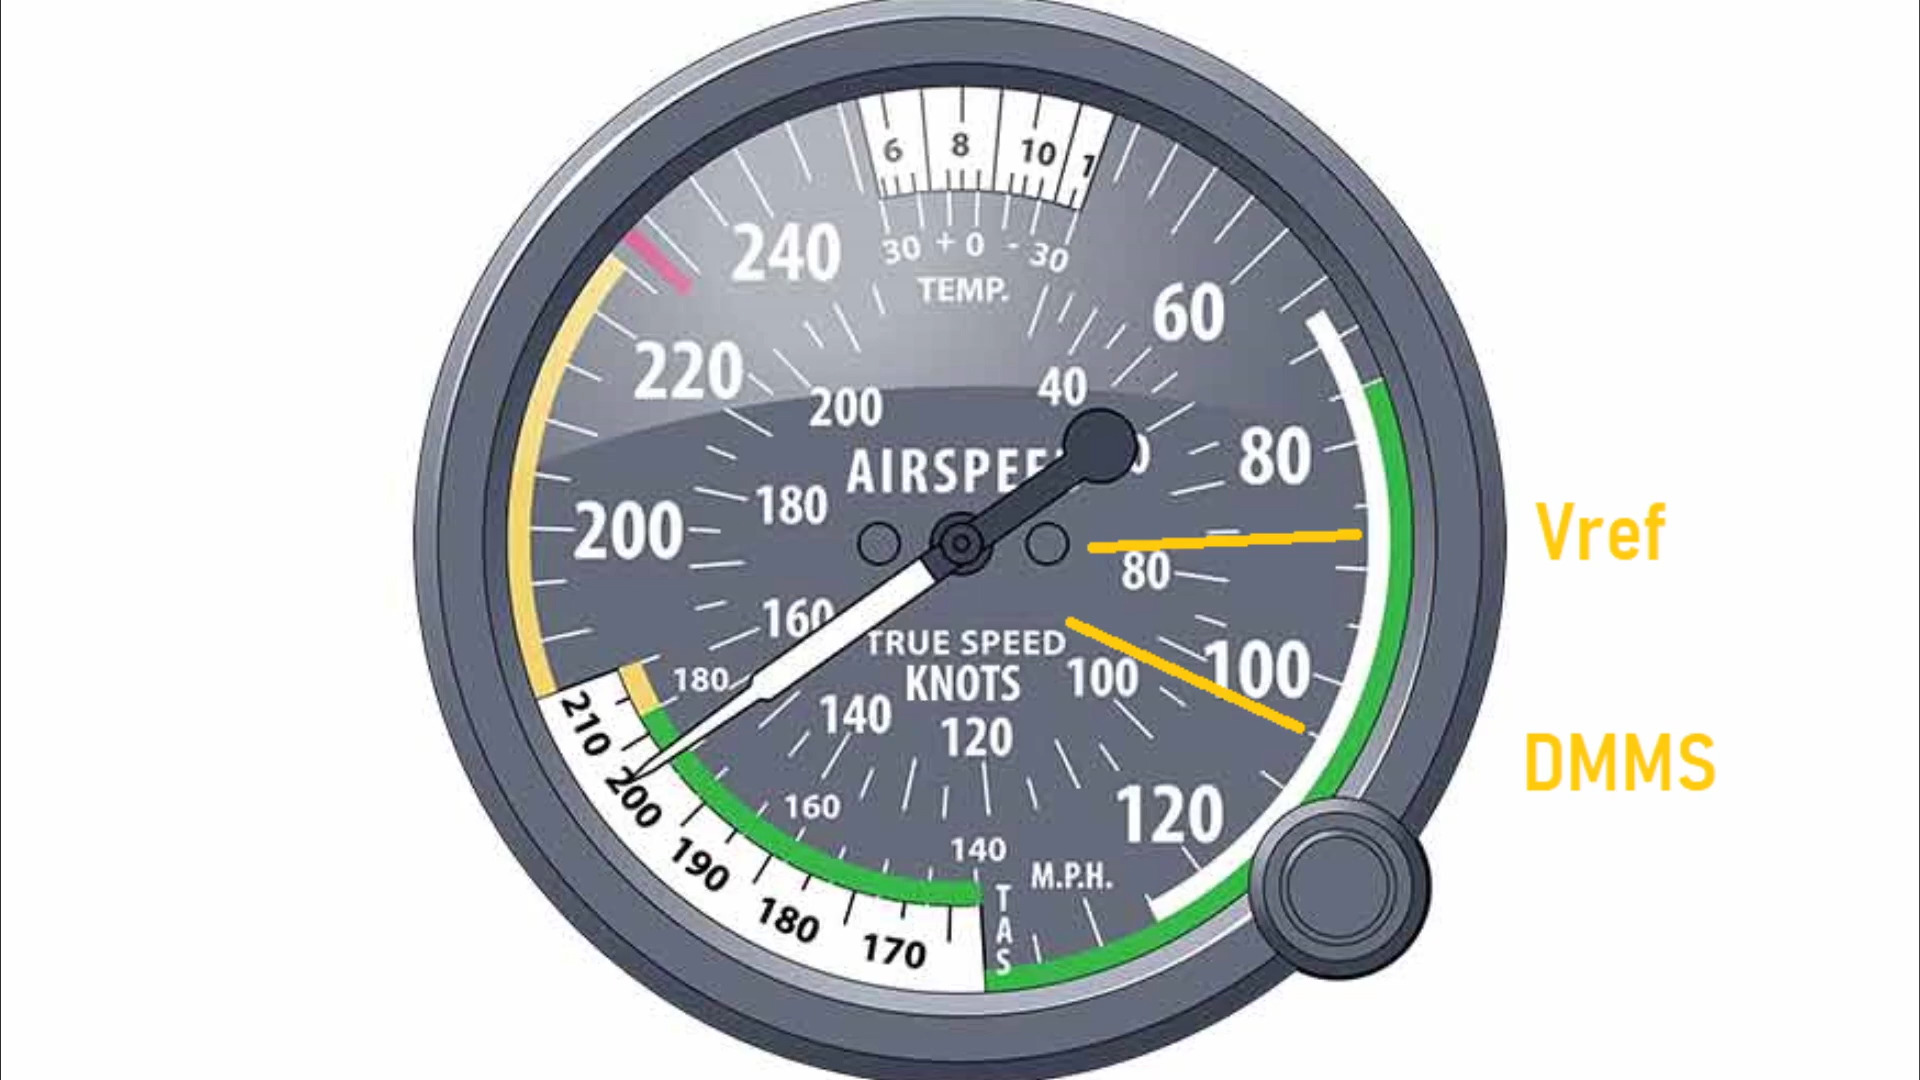 6 8 10 1
30 + 0 - 30
TEMP.
240
60
220
200
40
AIRSPEE
80
200
180
Vref
80
160
TRUE SPEED
KNOTS
100
100
180
210
140
120
DMMS
200
160
120
190
140
M.P.H.
180
170
TAS